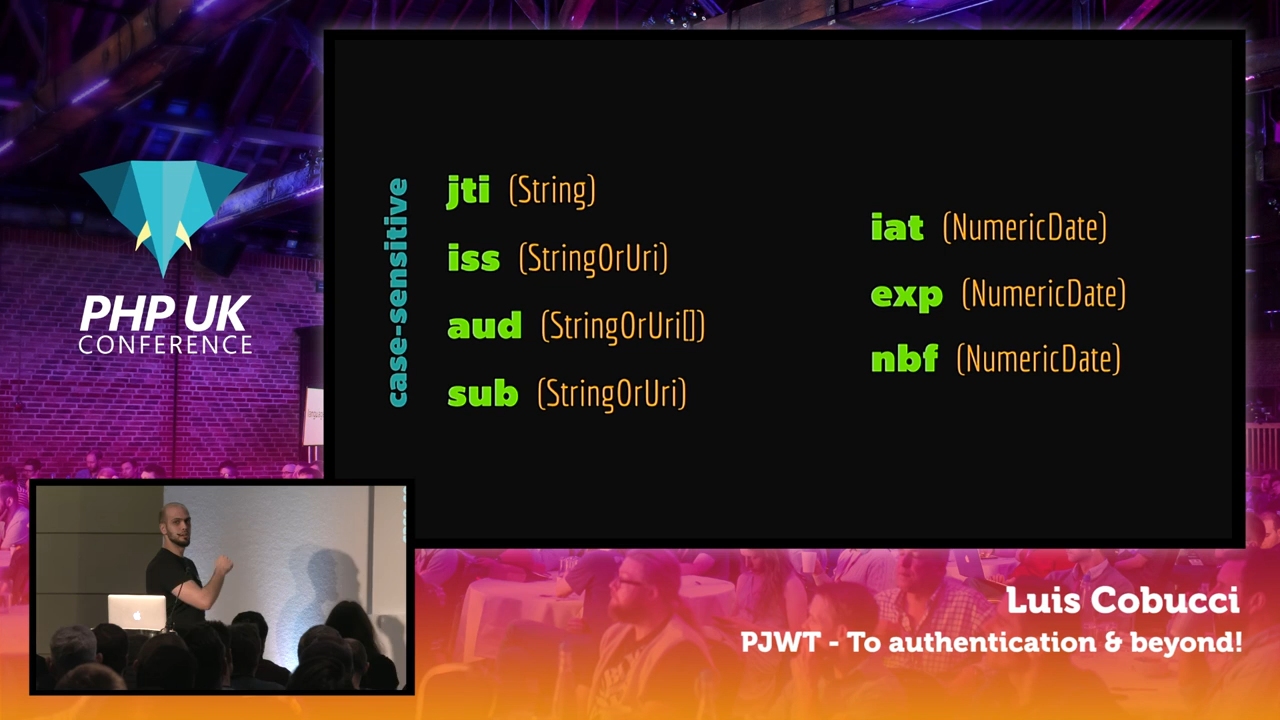 PHP UK
CONFERENCE
case-sensitive
jti (String)
iss (StringOrUri)
aud (StringOrUri[])
sub (StringOrUri)
iat (NumericDate)
exp (NumericDate)
nbf (NumericDate)
Luis Cobucci
PJWT - To authentication & beyond!